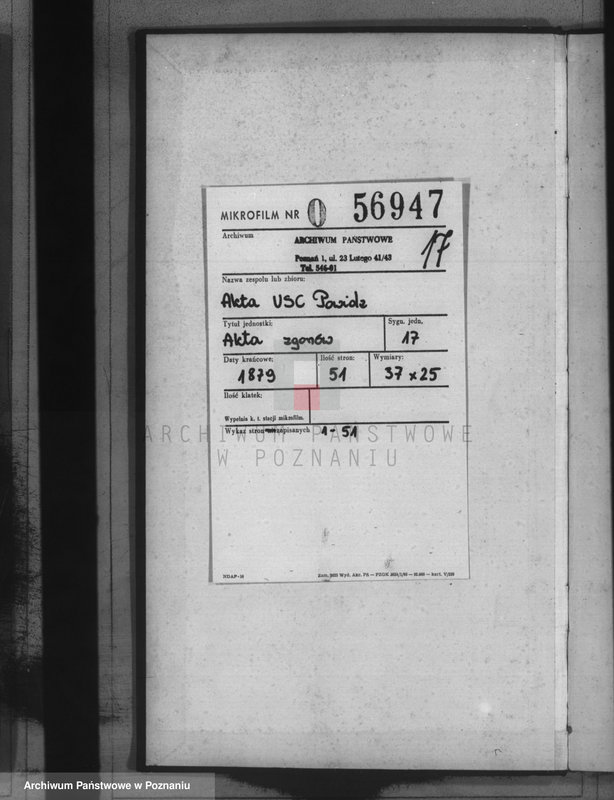 MIKROFILM NR O 56947
Archiwum
ARCHIWUM PAŃSTWOWE
Poznań 1, ul. 23 Lutego 41/43
Tel. 546-01
17
Nazwa zespołu lub zbioru:
Akta USC Powidz
Tytuł jednostki:
Akta zgonów
Sygn. jedn.
17
Daty krańcowe:
1879
Ilość stron:
51
Wymiary:
37 x 25
Ilość klatek:
Wypełnia k. t. stacji mikrofilm.
Wykaz stron zapisanych 1 - 51
ARCHIWUM PAŃSTWOWE
W POZNANIU
NDAP-16
Archiwum Państwowe w Poznaniu